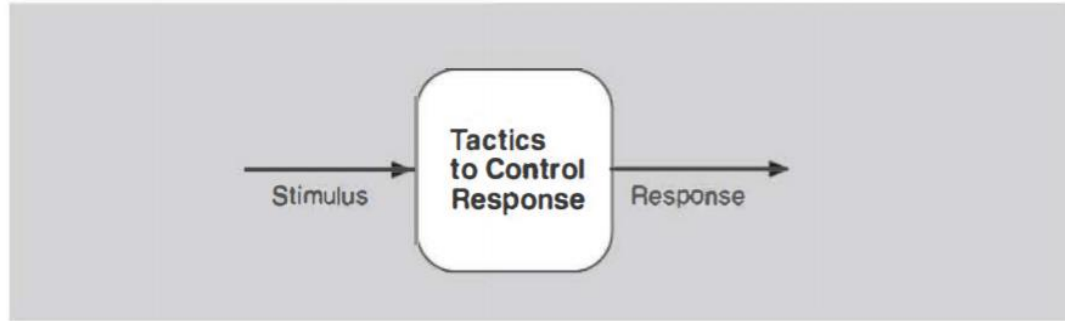 Tactics
to Control
Response
Stimulus
Response